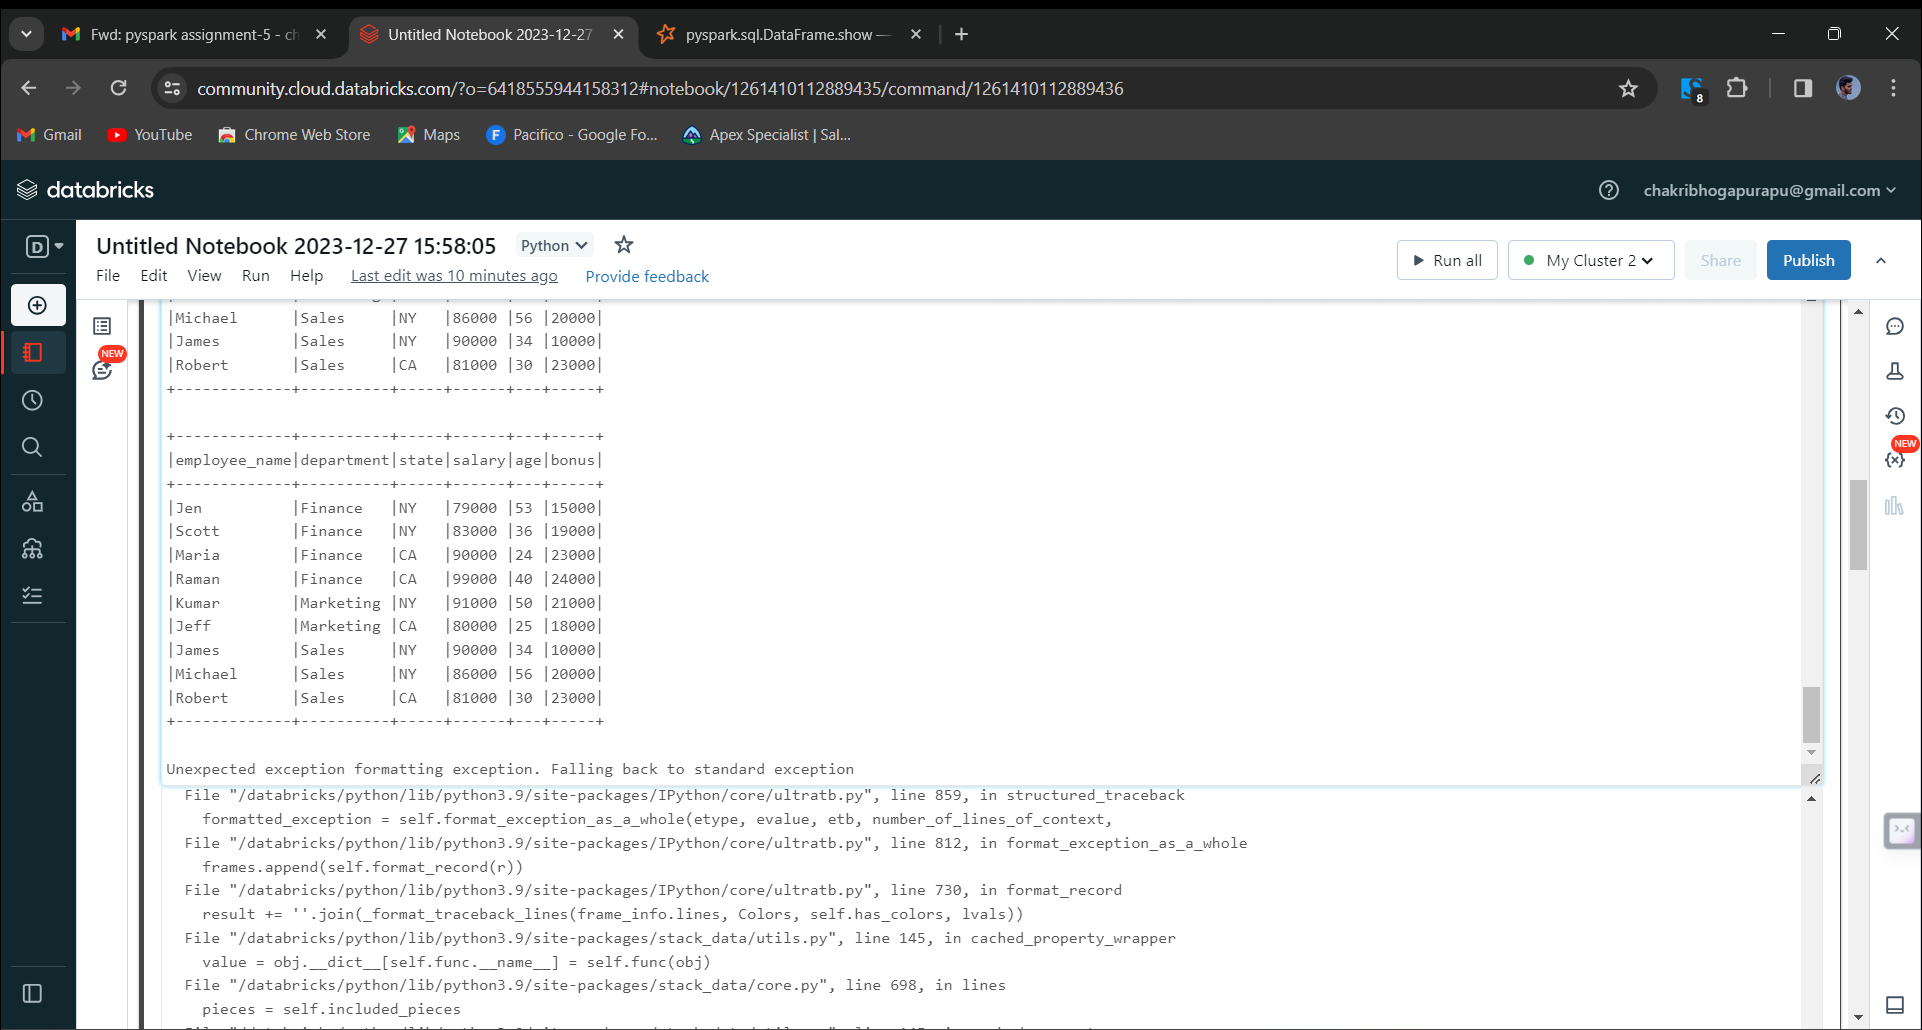 Fwd: pyspark assignment-5 - ch
Untitled Notebook 2023-12-27
pyspark.sql.DataFrame.show —
community.cloud.databricks.com/?o=6418555944158312#notebook/1261410112889435/command/1261410112889436
8
Gmail
YouTube
Chrome Web Store
Maps
F
Pacifico - Google Fo...
Apex Specialist | Sal...
databricks
chakribhogapurapu@gmail.com
D
Untitled Notebook 2023-12-27 15:58:05
Python
File Edit View Run Help Last edit was 10 minutes ago Provide feedback
Run all
My Cluster 2
Share
Publish
NEW
NEW
|Michael      |Sales     |NY   |86000 |56 |20000|
|James        |Sales     |NY   |90000 |34 |10000|
|Robert       |Sales     |CA   |81000 |30 |23000|
+-------------+----------+-----+------+---+-----+
+-------------+----------+-----+------+---+-----+
|employee_name|department|state|salary|age|bonus|
+-------------+----------+-----+------+---+-----+
|Jen          |Finance   |NY   |79000 |53 |15000|
|Scott        |Finance   |NY   |83000 |36 |19000|
|Maria        |Finance   |CA   |90000 |24 |23000|
|Raman        |Finance   |CA   |99000 |40 |24000|
|Kumar        |Marketing |NY   |91000 |50 |21000|
|Jeff         |Marketing |CA   |80000 |25 |18000|
|James        |Sales     |NY   |90000 |34 |10000|
|Michael      |Sales     |NY   |86000 |56 |20000|
|Robert       |Sales     |CA   |81000 |30 |23000|
+-------------+----------+-----+------+---+-----+
Unexpected exception formatting exception. Falling back to standard exception
File "/databricks/python/lib/python3.9/site-packages/IPython/core/ultratb.py", line 859, in structured_traceback
formatted_exception = self.format_exception_as_a_whole(etype, evalue, etb, number_of_lines_of_context,
File "/databricks/python/lib/python3.9/site-packages/IPython/core/ultratb.py", line 812, in format_exception_as_a_whole
frames.append(self.format_record(r))
File "/databricks/python/lib/python3.9/site-packages/IPython/core/ultratb.py", line 730, in format_record
result += ''.join(_format_traceback_lines(frame_info.lines, Colors, self.has_colors, lvals))
File "/databricks/python/lib/python3.9/site-packages/stack_data/utils.py", line 145, in cached_property_wrapper
value = obj.__dict__[self.func.__name__] = self.func(obj)
File "/databricks/python/lib/python3.9/site-packages/stack_data/core.py", line 698, in lines
pieces = self.included_pieces